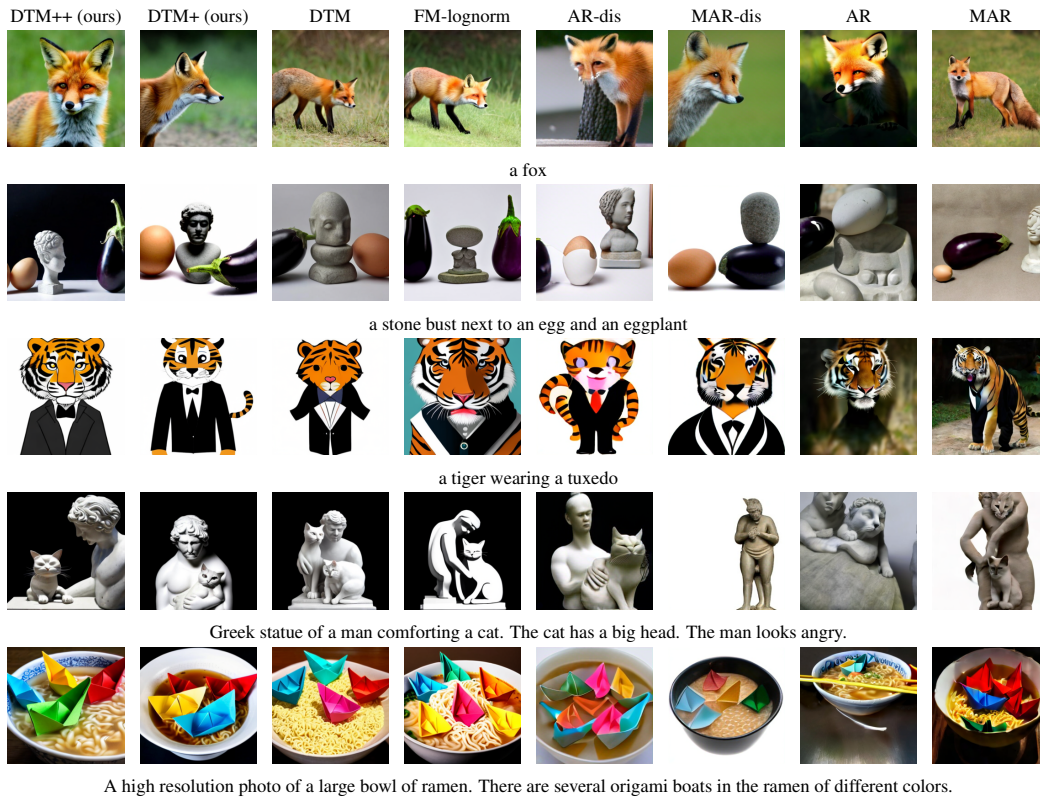 DTM++ (ours) DTM+ (ours) DTM FM-lognorm AR-dis MAR-dis AR MAR
a fox
a stone bust next to an egg and an eggplant
a tiger wearing a tuxedo
Greek statue of a man comforting a cat. The cat has a big head. The man looks angry.
A high resolution photo of a large bowl of ramen. There are several origami boats in the ramen of different colors.